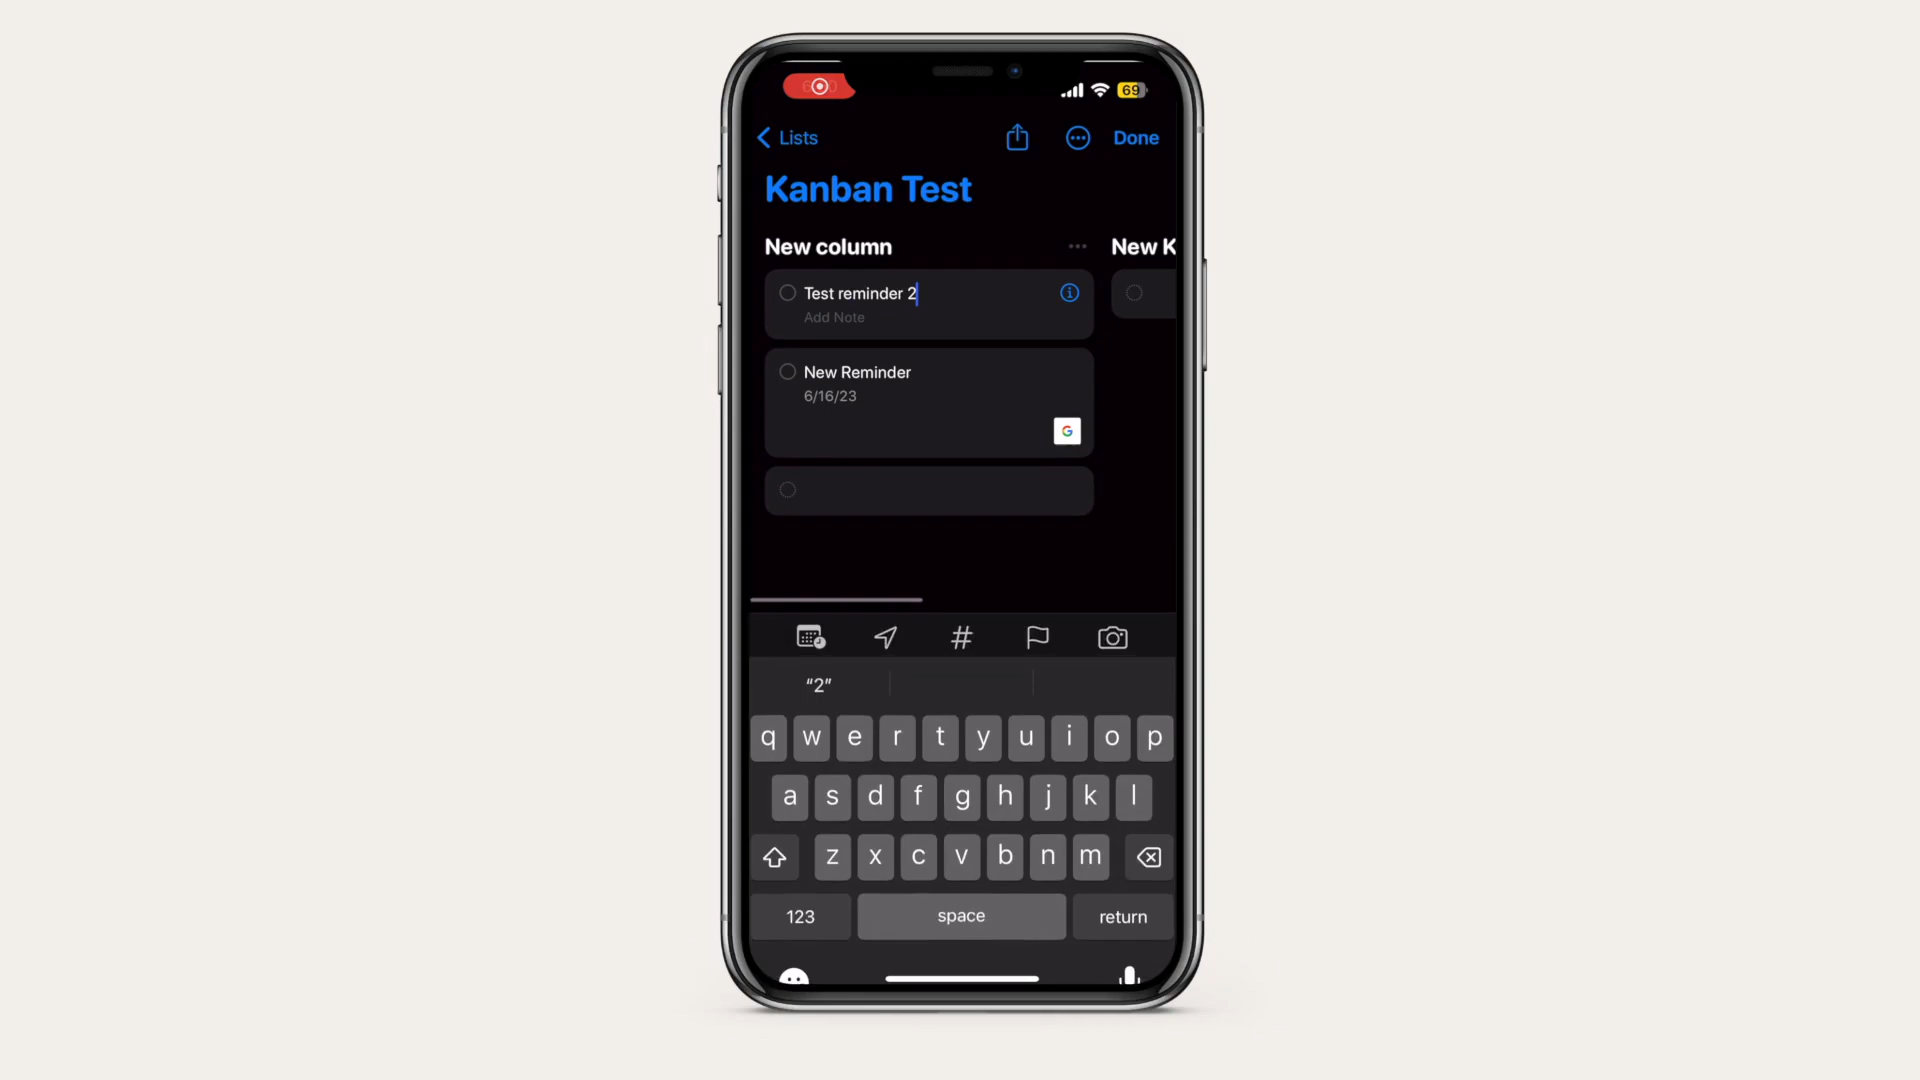 69
Lists
Done
Kanban Test
New column
New K
Test reminder 2
Add Note
New Reminder
6/16/23
G
#
“2”
q w e r t y u i o p
a s d f g h j k l
z x c v b n m
123 space return